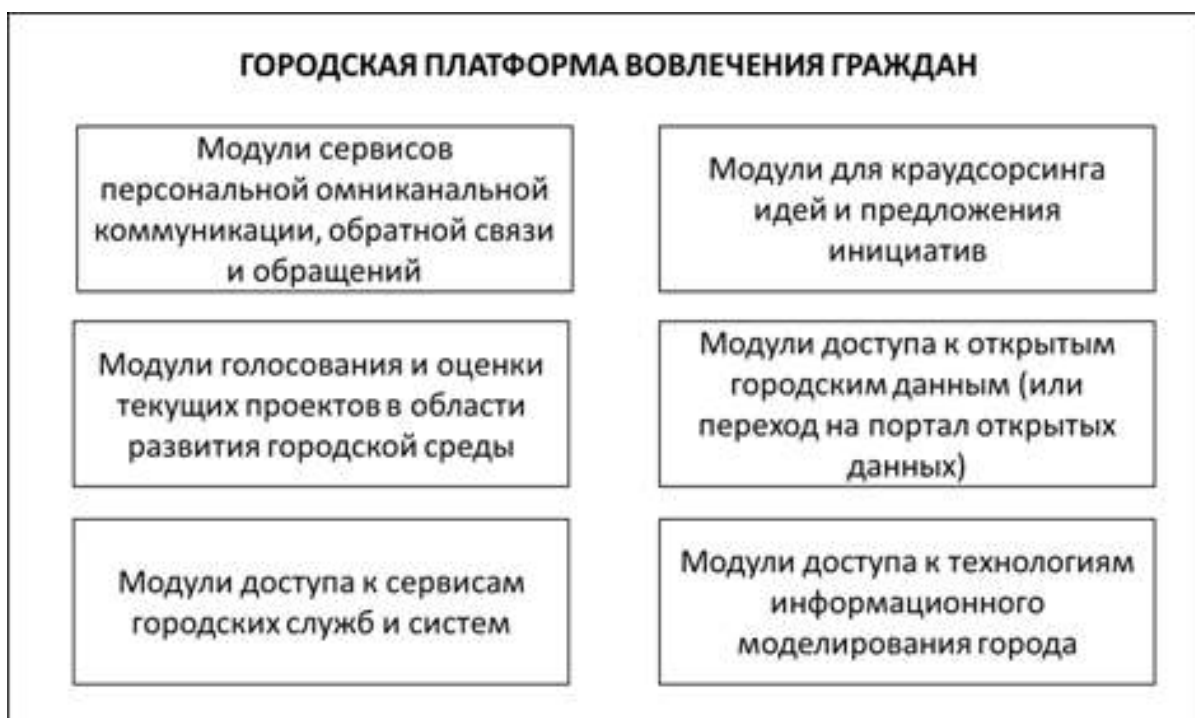 ГОРОДСКАЯ ПЛАТФОРМА ВОВЛЕЧЕНИЯ ГРАЖДАН
Модули сервисов
персональной омниканальной
коммуникации, обратной связи
и обращений
Модули для краудсорсинга
идей и предложения
инициатив
Модули голосования и оценки
текущих проектов в области
развития городской среды
Модули доступа к открытым
городским данным (или
переход на портал открытых
данных)
Модули доступа к сервисам
городских служб и систем
Модули доступа к технологиям
информационного
моделирования города